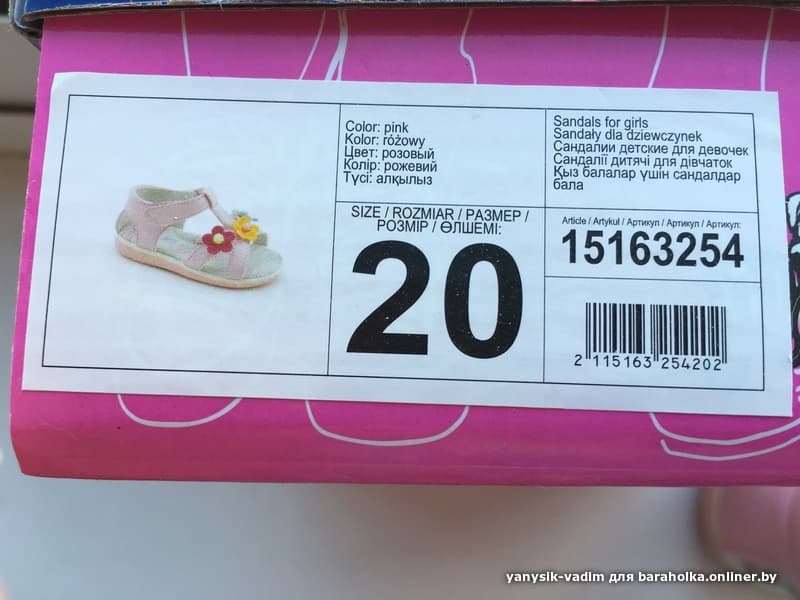 Color: pink
Kolor: różowy
Цвет: розовый
Колір: рожевий
Түсі: алқылыз
SIZE / ROZMIAR / РАЗМЕР /
РОЗМІР / ӨЛШЕМІ:
20
Sandals for girls
Sandały dla dziewczynek
Сандалии детские для девочек
Сандалії дитячі для дівчаток
Қыз балалар үшін сандалдар
бала
Article / Artykuł / Артикул / Артикул / Артикул:
15163254
2 115163 254202
yanysik-vadim для baraholka.onliner.by